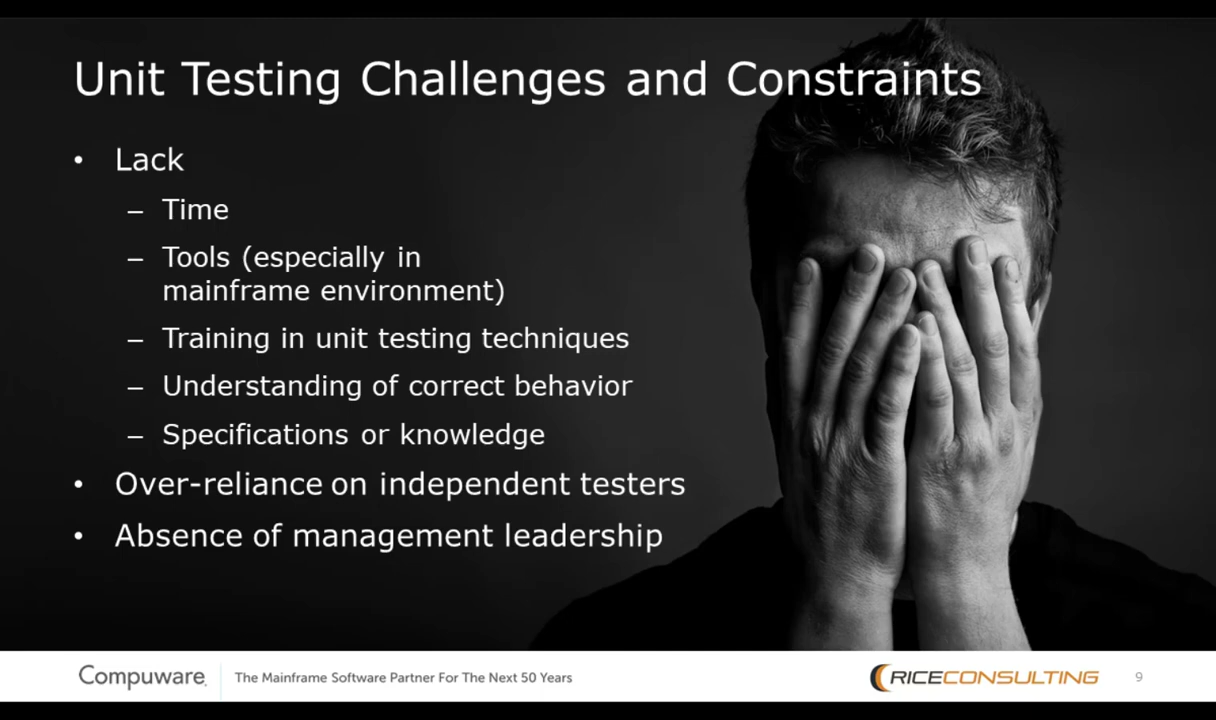 Unit Testing Challenges and Constraints
• Lack
– Time
– Tools (especially in
mainframe environment)
– Training in unit testing techniques
– Understanding of correct behavior
– Specifications or knowledge
• Over-reliance on independent testers
• Absence of management leadership
Compuware. The Mainframe Software Partner For The Next 50 Years RICECONSULTING 9